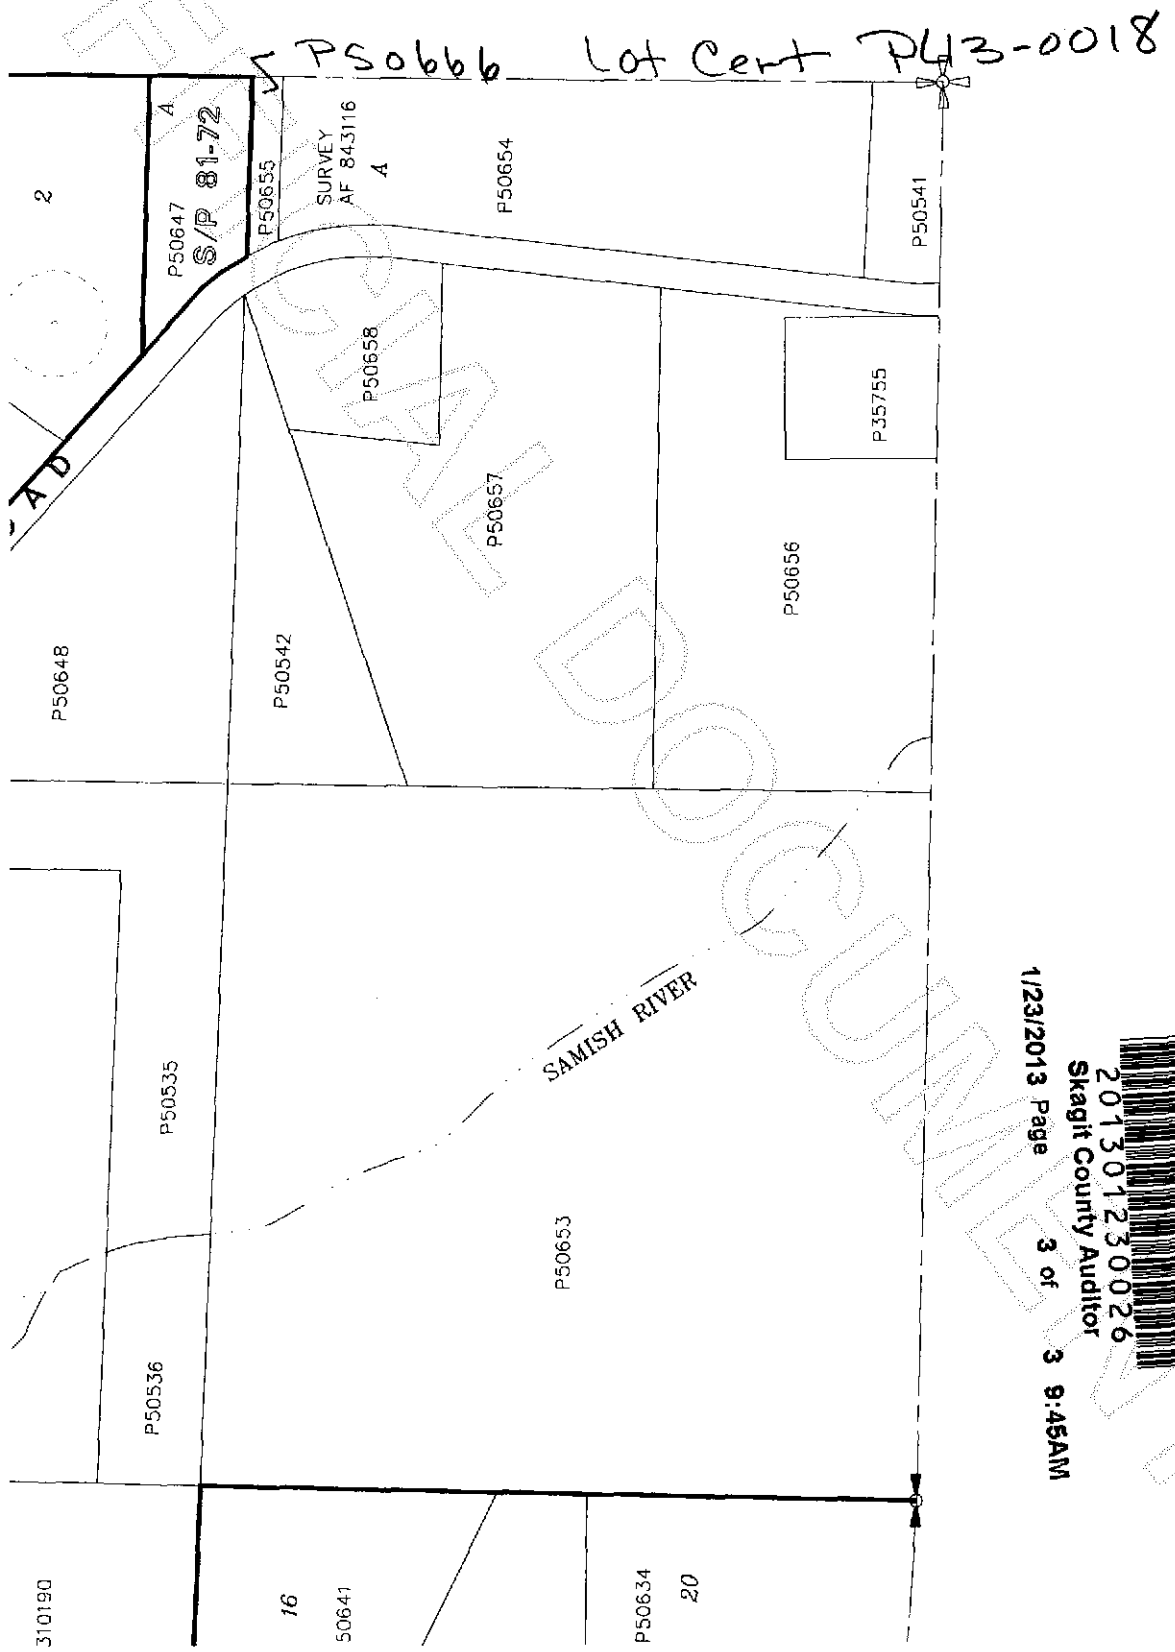 P50666 Lot Cert PL13-0018
2
A
P50647
S/P 81-72
P50655
SURVEY
AF 843116
A
P50654
P50541
P50658
P35755
A D
P50657
P50656
P50648
P50542
SAMISH RIVER
P50535
P50653
P50536
201301230026
Skagit County Auditor
1/23/2013 Page 3 of 3 9:45AM
310190
16
50641
P50634
20
UNOFFICIAL DOCUMENT